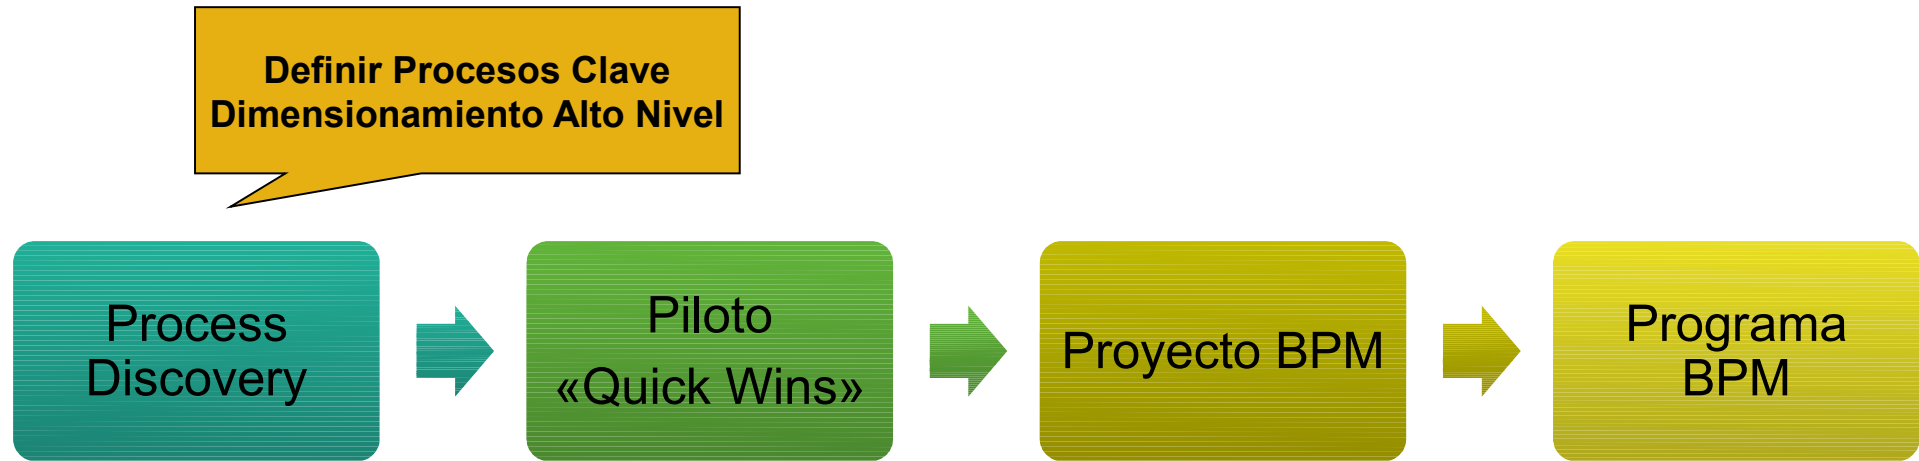 Definir Procesos Clave
Dimensionamiento Alto Nivel
Process
Discovery
Piloto
«Quick Wins»
Proyecto BPM
Programa
BPM